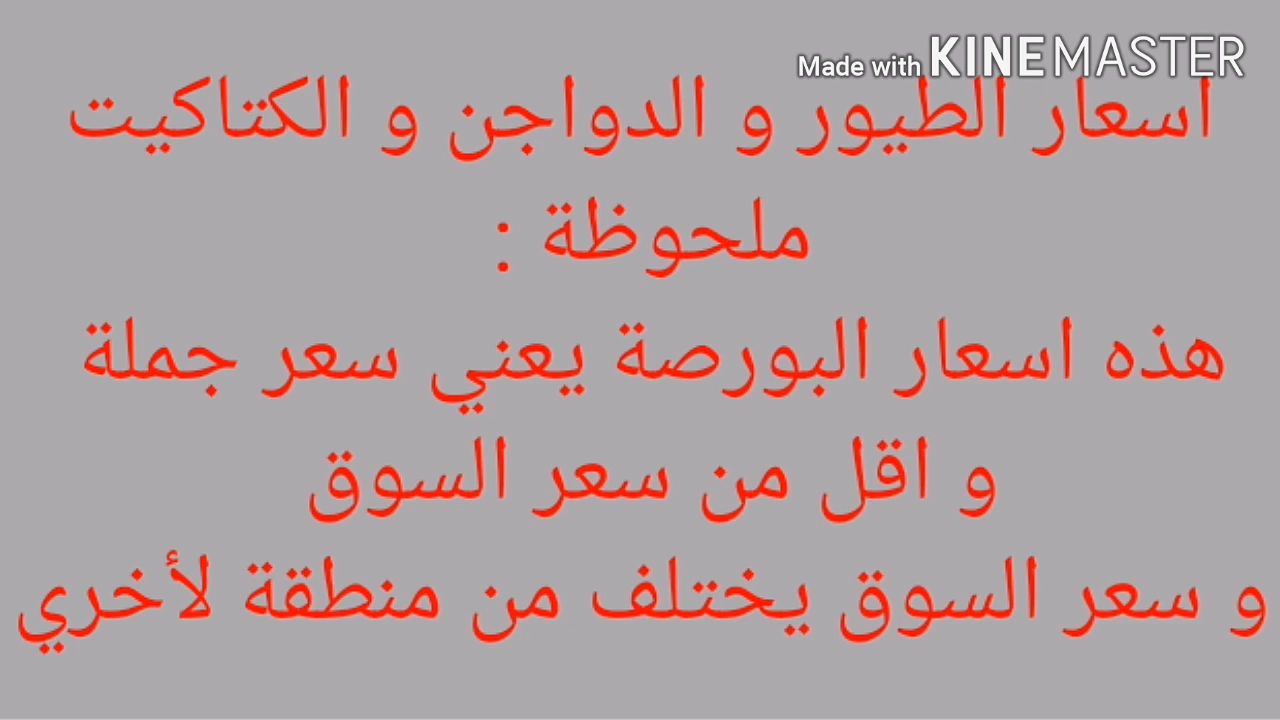 Made with KINEMASTER
اسعار الطيور و الدواجن و الكتاكيت
ملحوظة :
هذه اسعار البورصة يعني سعر جملة
و اقل من سعر السوق
و سعر السوق يختلف من منطقة لأخري